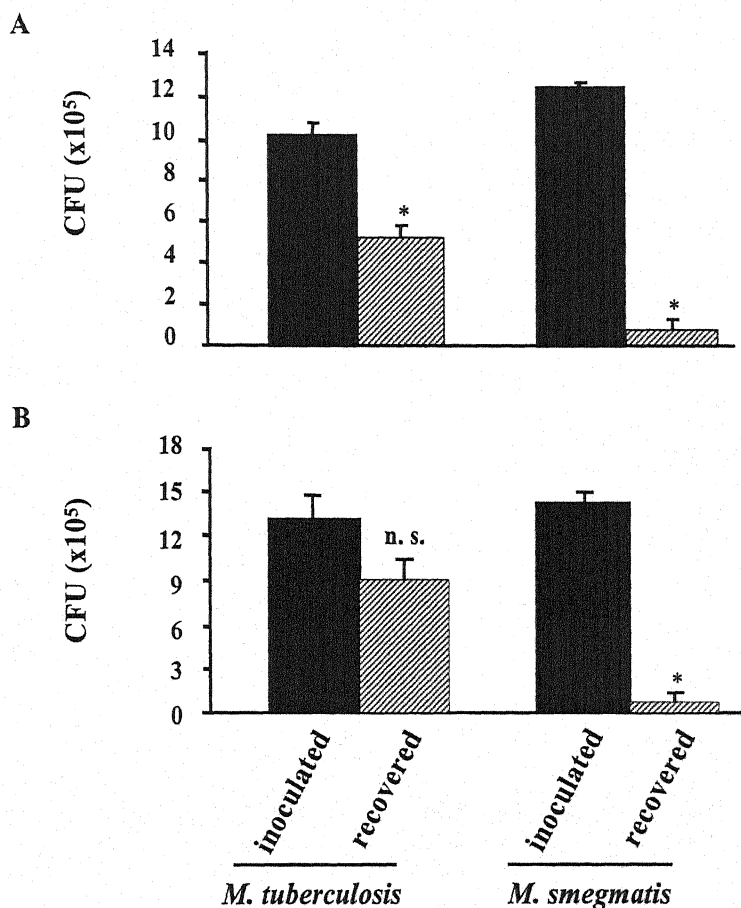 A
CFU (x10⁵)
14
12
10
8
6
4
2
0
*
*
B
CFU (x10⁵)
18
15
12
9
6
3
0
n. s.
*
inoculated
recovered
inoculated
recovered
M. tuberculosis
M. smegmatis